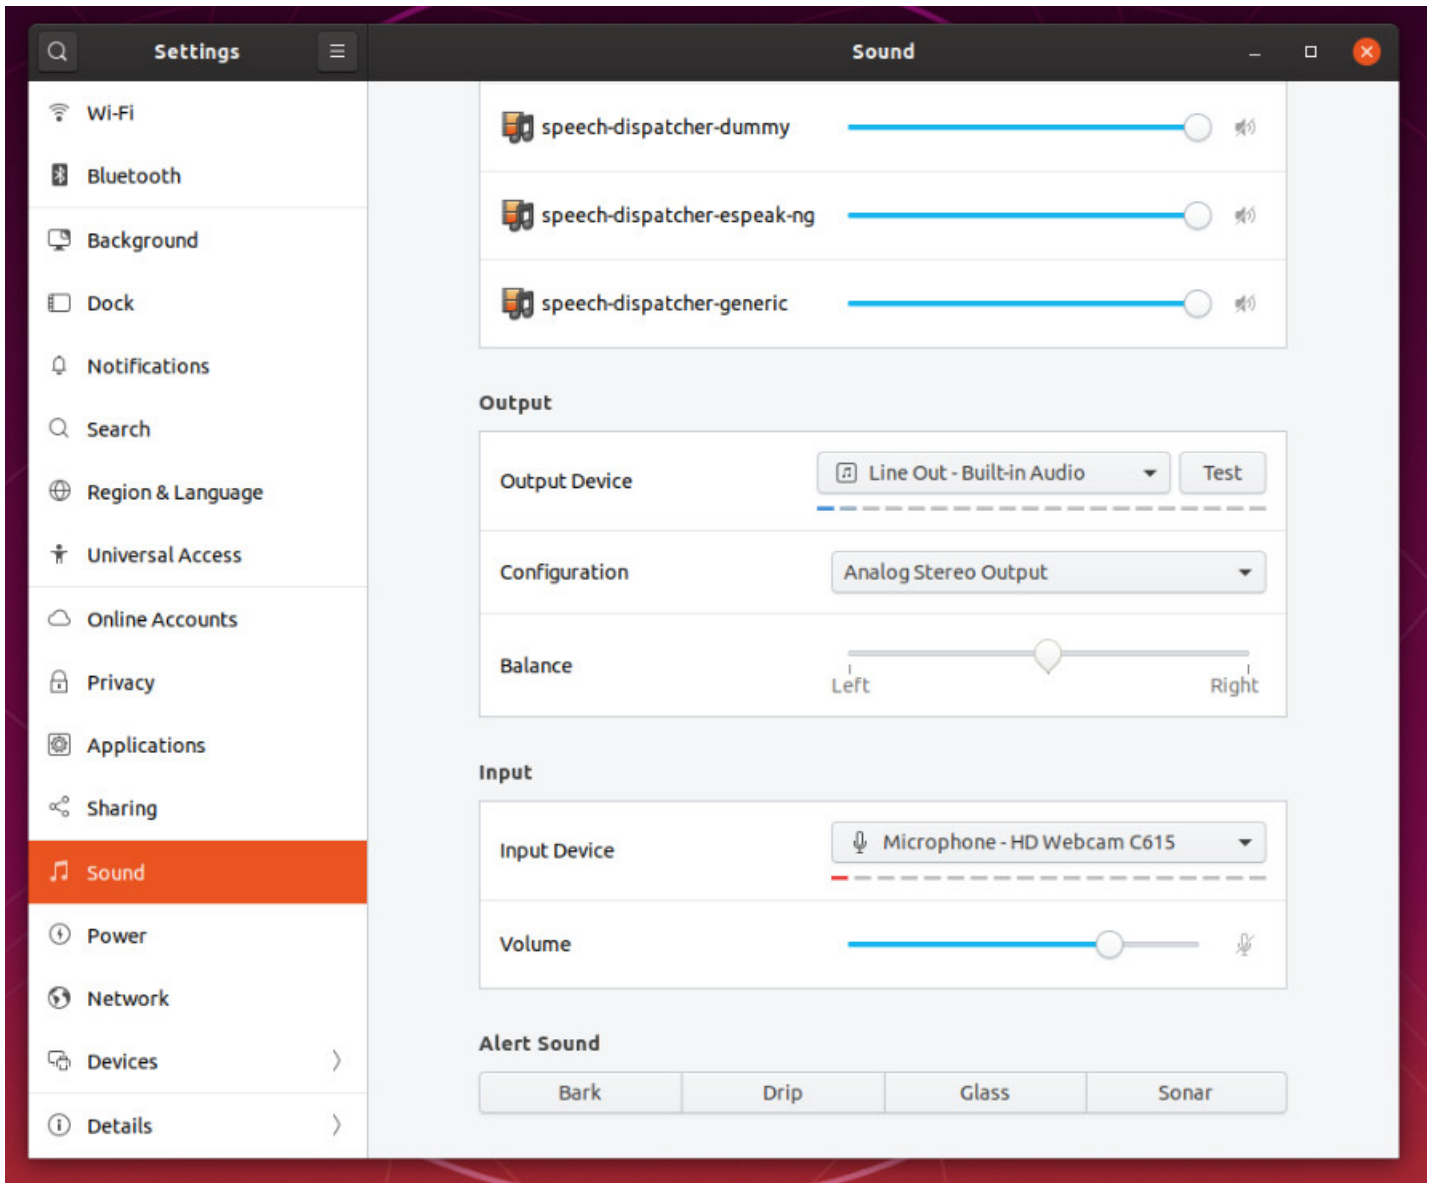 Settings
Sound
Wi-Fi
Bluetooth
Background
Dock
Notifications
Search
Region & Language
Universal Access
Online Accounts
Privacy
Applications
Sharing
Sound
Power
Network
Devices
Details
speech-dispatcher-dummy
speech-dispatcher-espeak-ng
speech-dispatcher-generic
Output
Output Device
Line Out - Built-in Audio
Test
Configuration
Analog Stereo Output
Balance
Left
Right
Input
Input Device
Microphone - HD Webcam C615
Volume
Alert Sound
Bark
Drip
Glass
Sonar